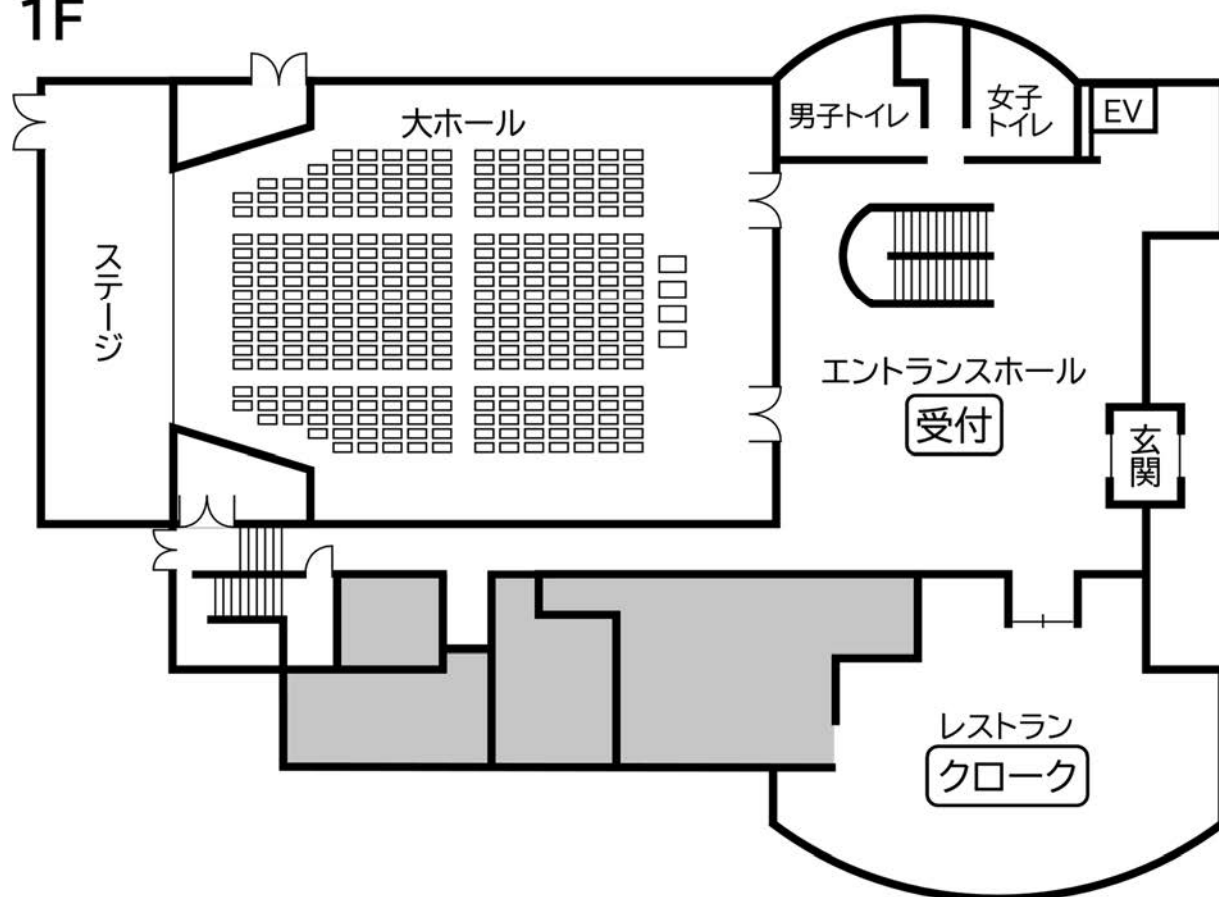 1F
大ホール
男子トイレ
女子
トイレ
EV
ステージ
エントランスホール
受付
玄関
レストラン
クローク